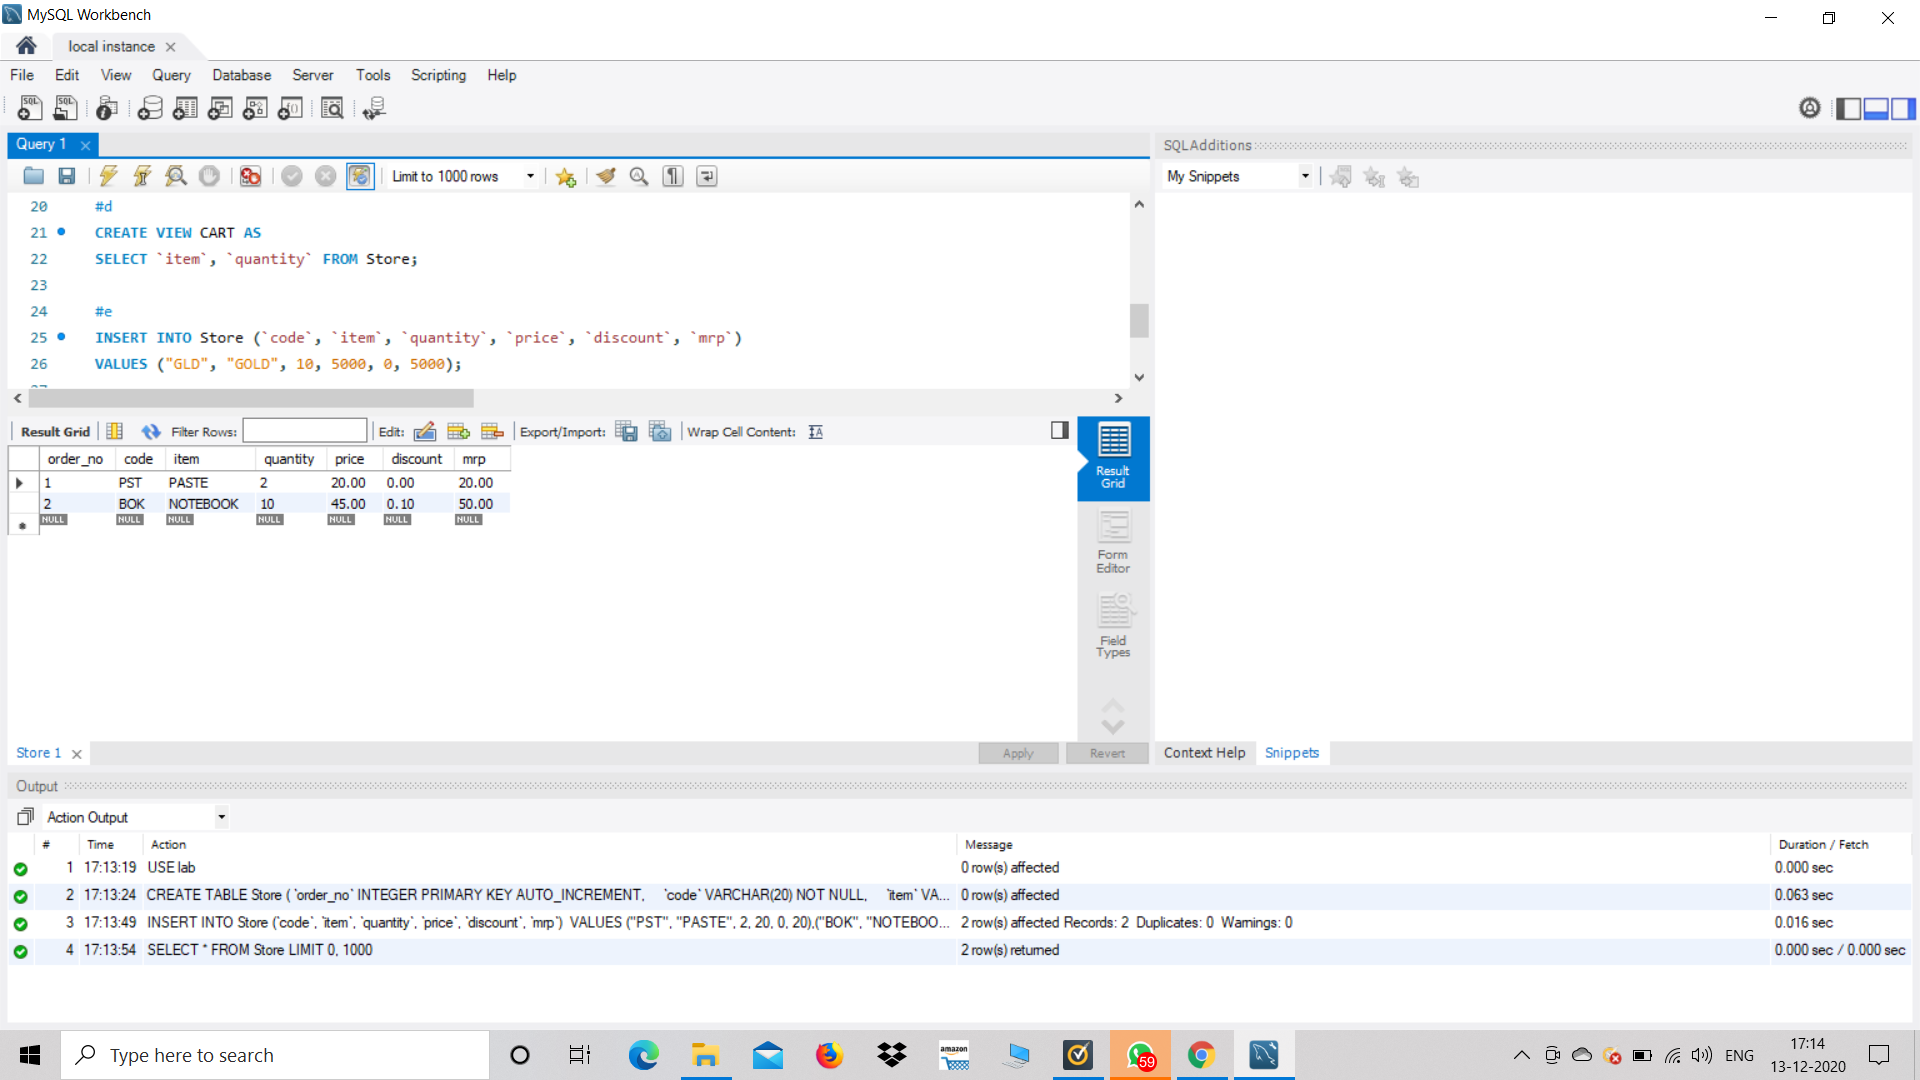 MySQL Workbench
local instance
File Edit View Query Database Server Tools Scripting Help
Query 1
SQLAdditions
Limit to 1000 rows
My Snippets
20 #d
21 CREATE VIEW CART AS
22 SELECT `item`, `quantity` FROM Store;
23
24 #e
25 INSERT INTO Store (`code`, `item`, `quantity`, `price`, `discount`, `mrp`)
26 VALUES ("GLD", "GOLD", 10, 5000, 0, 5000);
Result Grid Filter Rows: Edit: Export/Import: Wrap Cell Content:
order_no code item quantity price discount mrp
1 PST PASTE 2 20.00 0.00 20.00
2 BOK NOTEBOOK 10 45.00 0.10 50.00
NULL NULL NULL NULL NULL NULL NULL
Result
Grid
Form
Editor
Field
Types
Store 1
Apply Revert
Context Help Snippets
Output
Action Output
# Time Action Message Duration / Fetch
1 17:13:19 USE lab 0 row(s) affected 0.000 sec
2 17:13:24 CREATE TABLE Store ( `order_no` INTEGER PRIMARY KEY AUTO_INCREMENT, `code` VARCHAR(20) NOT NULL, `item` VA... 0 row(s) affected 0.063 sec
3 17:13:49 INSERT INTO Store (`code`, `item`, `quantity`, `price`, `discount`, `mrp`) VALUES ("PST", "PASTE", 2, 20, 0, 20),("BOK", "NOTEBOO... 2 row(s) affected Records: 2 Duplicates: 0 Warnings: 0 0.016 sec
4 17:13:54 SELECT * FROM Store LIMIT 0, 1000 2 row(s) returned 0.000 sec / 0.000 sec
Type here to search
amazon
59
ENG
17:14
13-12-2020